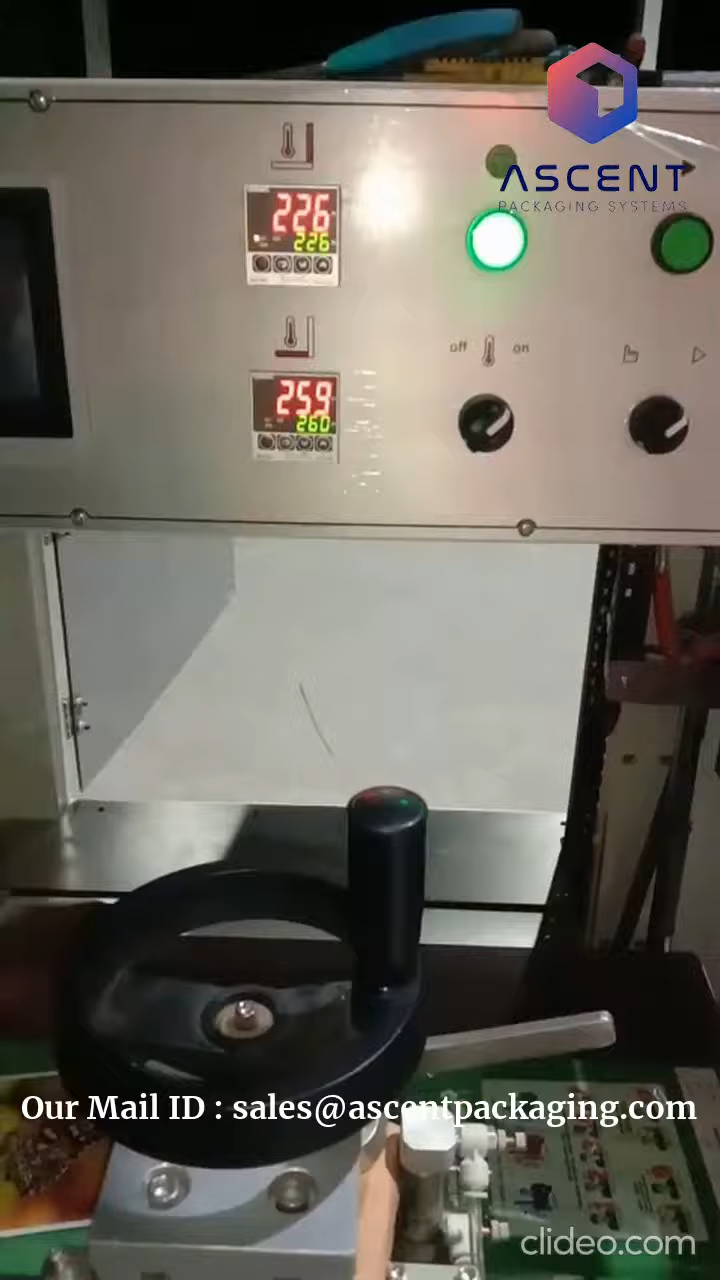 ASCENT
PACKAGING SYSTEMS
226
226
off on
259
260
Our Mail ID : sales@ascentpackaging.com
clideo.com